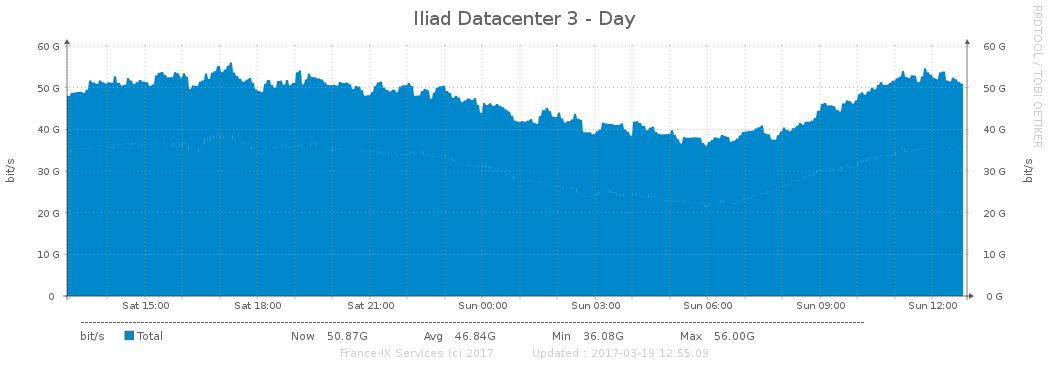 Iliad Datacenter 3 - Day
RRDTOOL / TOBI OETIKER
60 G 60 G
50 G 50 G
40 G 40 G
30 G 30 G
20 G 20 G
10 G 10 G
0 0 G
bit/s bit/s
Sat 15:00 Sat 18:00 Sat 21:00 Sun 00:00 Sun 03:00 Sun 06:00 Sun 09:00 Sun 12:00
bit/s Total Now 50.87G Avg 46.84G Min 36.08G Max 56.00G
France-IX Services (c) 2017 Updated : 2017-03-19 12:55:09